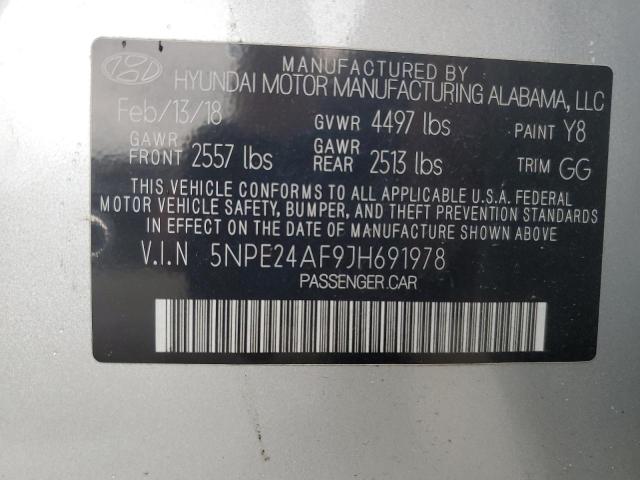 MANUFACTURED BY
HYUNDAI MOTOR MANUFACTURING ALABAMA, LLC
Feb/13/18 GVWR 4497 lbs PAINT Y8
GAWR FRONT 2557 lbs GAWR REAR 2513 lbs TRIM GG
THIS VEHICLE CONFORMS TO ALL APPLICABLE U.S.A. FEDERAL
MOTOR VEHICLE SAFETY, BUMPER, AND THEFT PREVENTION STANDARDS
IN EFFECT ON THE DATE OF MANUFACTURE SHOWN ABOVE.
V.I.N 5NPE24AF9JH691978
PASSENGER CAR